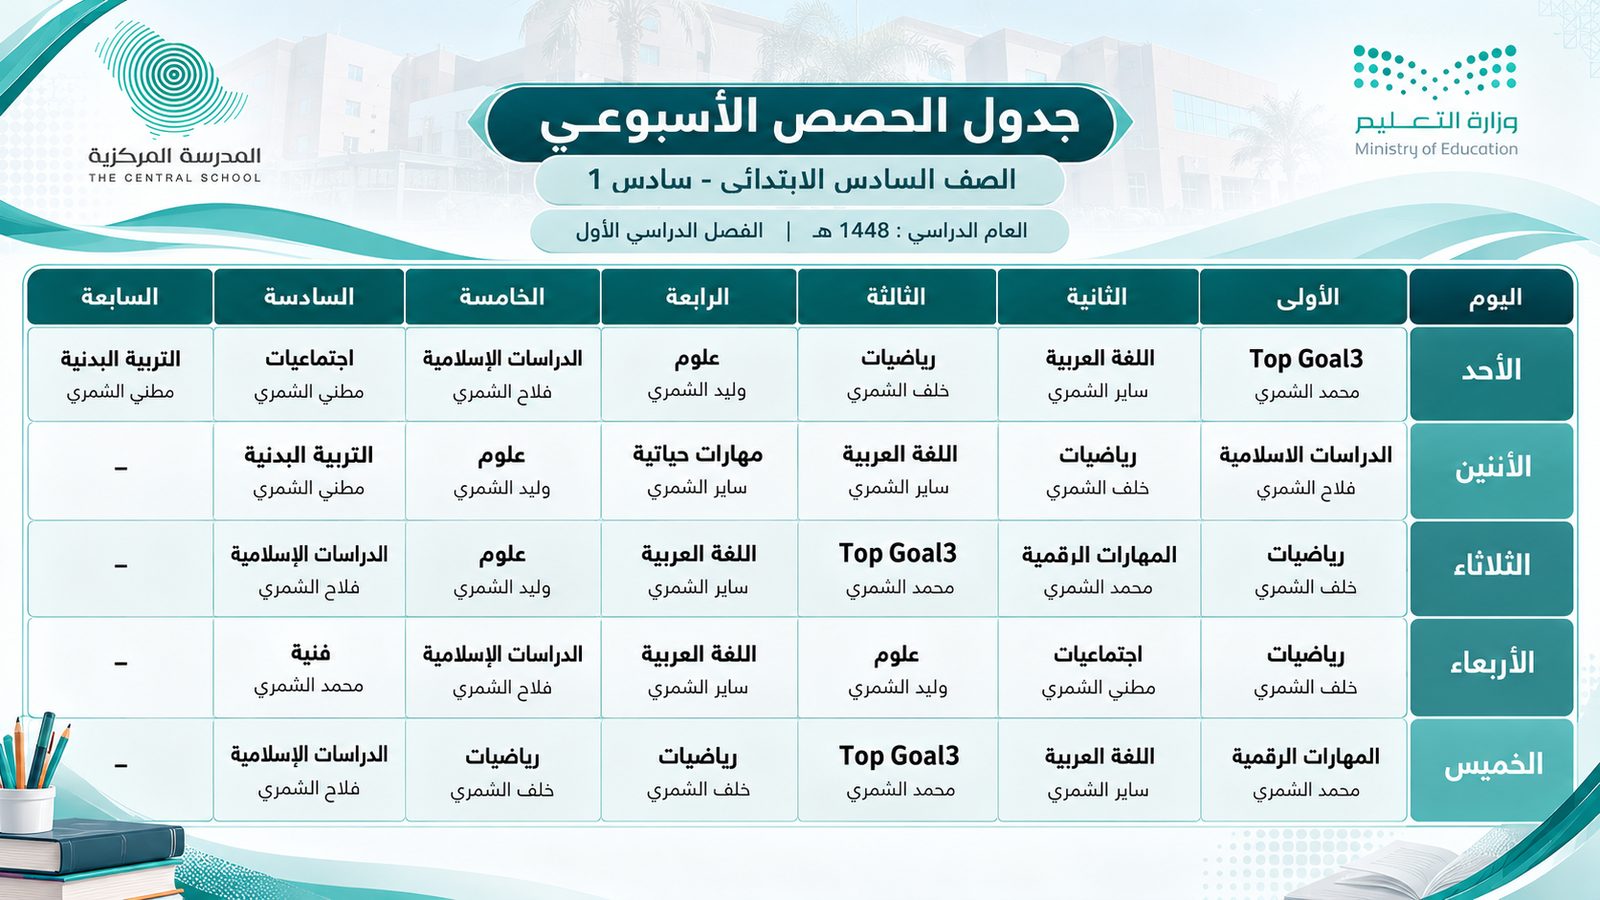 المدرسة المركزية
THE CENTRAL SCHOOL
وزارة التعـــليم
Ministry of Education
جدول الحصص الأسبوعـي
الصف السادس الابتدائى - سادس 1
العام الدراسي : 1448 هـ | الفصل الدراسي الأول
اليوم الأولى الثانية الثالثة الرابعة الخامسة السادسة السابعة
الأحد
Top Goal3 اللغة العربية رياضيات علوم الدراسات الإسلامية اجتماعيات التربية البدنية
محمد الشمري ساير الشمري خلف الشمري وليد الشمري فلاح الشمري مطني الشمري مطني الشمري
الأننين
الدراسات الاسلامية رياضيات اللغة العربية مهارات حياتية علوم التربية البدنية –
فلاح الشمري خلف الشمري ساير الشمري ساير الشمري وليد الشمري مطني الشمري
الثلاثاء
رياضيات المهارات الرقمية Top Goal3 اللغة العربية علوم الدراسات الإسلامية –
خلف الشمري محمد الشمري محمد الشمري ساير الشمري وليد الشمري فلاح الشمري
الأربعاء
رياضيات اجتماعيات علوم اللغة العربية الدراسات الإسلامية فنية –
خلف الشمري مطني الشمري وليد الشمري ساير الشمري فلاح الشمري محمد الشمري
الخميس
المهارات الرقمية اللغة العربية Top Goal3 رياضيات رياضيات الدراسات الإسلامية –
محمد الشمري ساير الشمري محمد الشمري خلف الشمري خلف الشمري فلاح الشمري